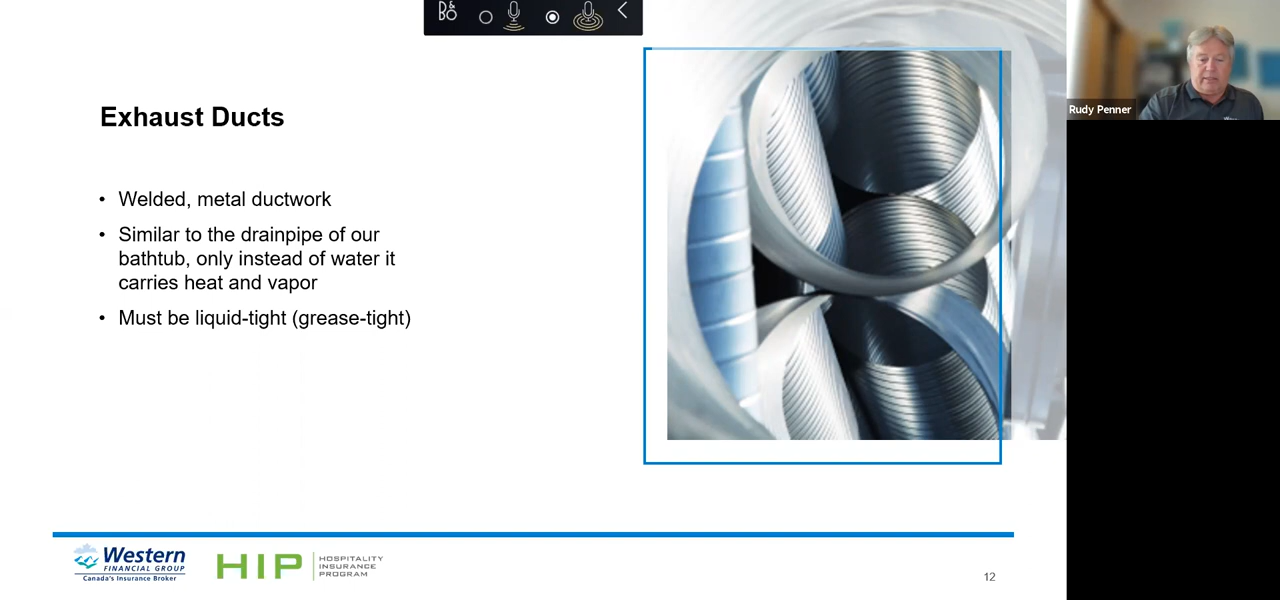 B&O
Rudy Penner
Exhaust Ducts
• Welded, metal ductwork
• Similar to the drainpipe of our
bathtub, only instead of water it
carries heat and vapor
• Must be liquid-tight (grease-tight)
Western
FINANCIAL GROUP
Canada's Insurance Broker
HIP
HOSPITALITY
INSURANCE
PROGRAM
12